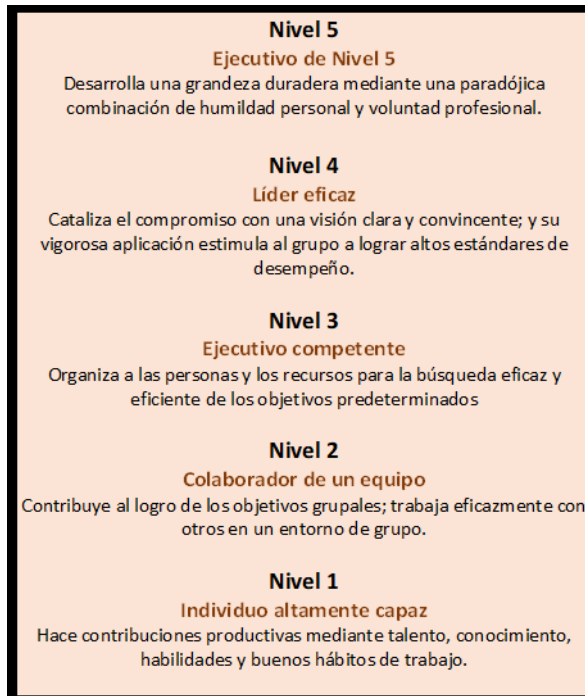 Nivel 5
Ejecutivo de Nivel 5
Desarrolla una grandeza duradera mediante una paradójica
combinación de humildad personal y voluntad profesional.
Nivel 4
Líder eficaz
Cataliza el compromiso con una visión clara y convincente; y su
vigorosa aplicación estimula al grupo a lograr altos estándares de
desempeño.
Nivel 3
Ejecutivo competente
Organiza a las personas y los recursos para la búsqueda eficaz y
eficiente de los objetivos predeterminados
Nivel 2
Colaborador de un equipo
Contribuye al logro de los objetivos grupales; trabaja eficazmente con
otros en un entorno de grupo.
Nivel 1
Individuo altamente capaz
Hace contribuciones productivas mediante talento, conocimiento,
habilidades y buenos hábitos de trabajo.